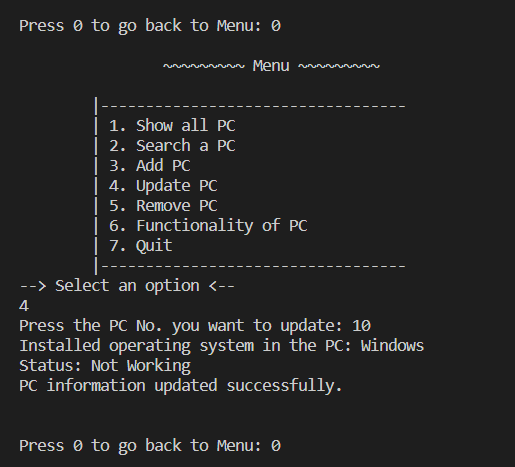 Press 0 to go back to Menu: 0
~~~~~~~~~ Menu ~~~~~~~~~
|----------------------------------
| 1. Show all PC
| 2. Search a PC
| 3. Add PC
| 4. Update PC
| 5. Remove PC
| 6. Functionality of PC
| 7. Quit
|----------------------------------
--> Select an option <--
4
Press the PC No. you want to update: 10
Installed operating system in the PC: Windows
Status: Not Working
PC information updated successfully.
Press 0 to go back to Menu: 0